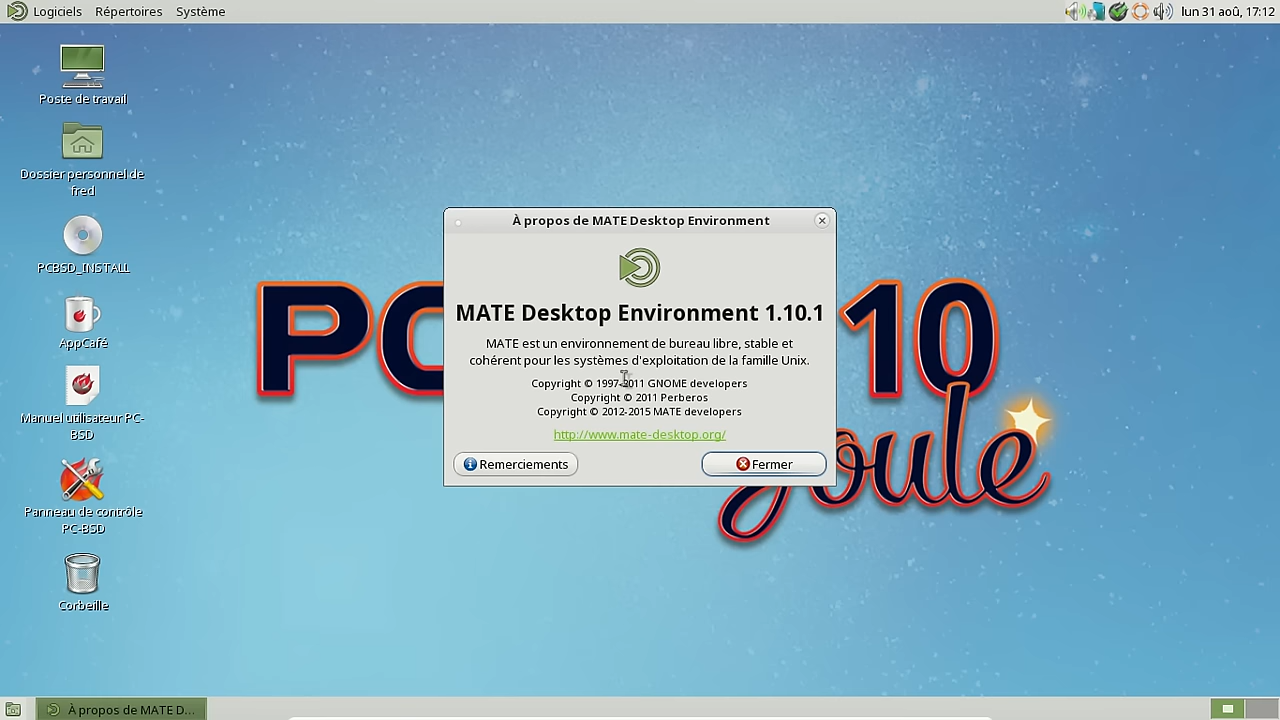 Logiciels Répertoires Système
lun 31 aoû, 17:12
Poste de travail
Dossier personnel de
fred
PCBSD_INSTALL
AppCafé
Manuel utilisateur PC-
BSD
Panneau de contrôle
PC-BSD
Corbeille
PC
10
Joule
À propos de MATE Desktop Environment
MATE Desktop Environment 1.10.1
MATE est un environnement de bureau libre, stable et
cohérent pour les systèmes d'exploitation de la famille Unix.
Copyright © 1997-2011 GNOME developers
Copyright © 2011 Perberos
Copyright © 2012-2015 MATE developers
http://www.mate-desktop.org/
Remerciements
Fermer
À propos de MATE D...